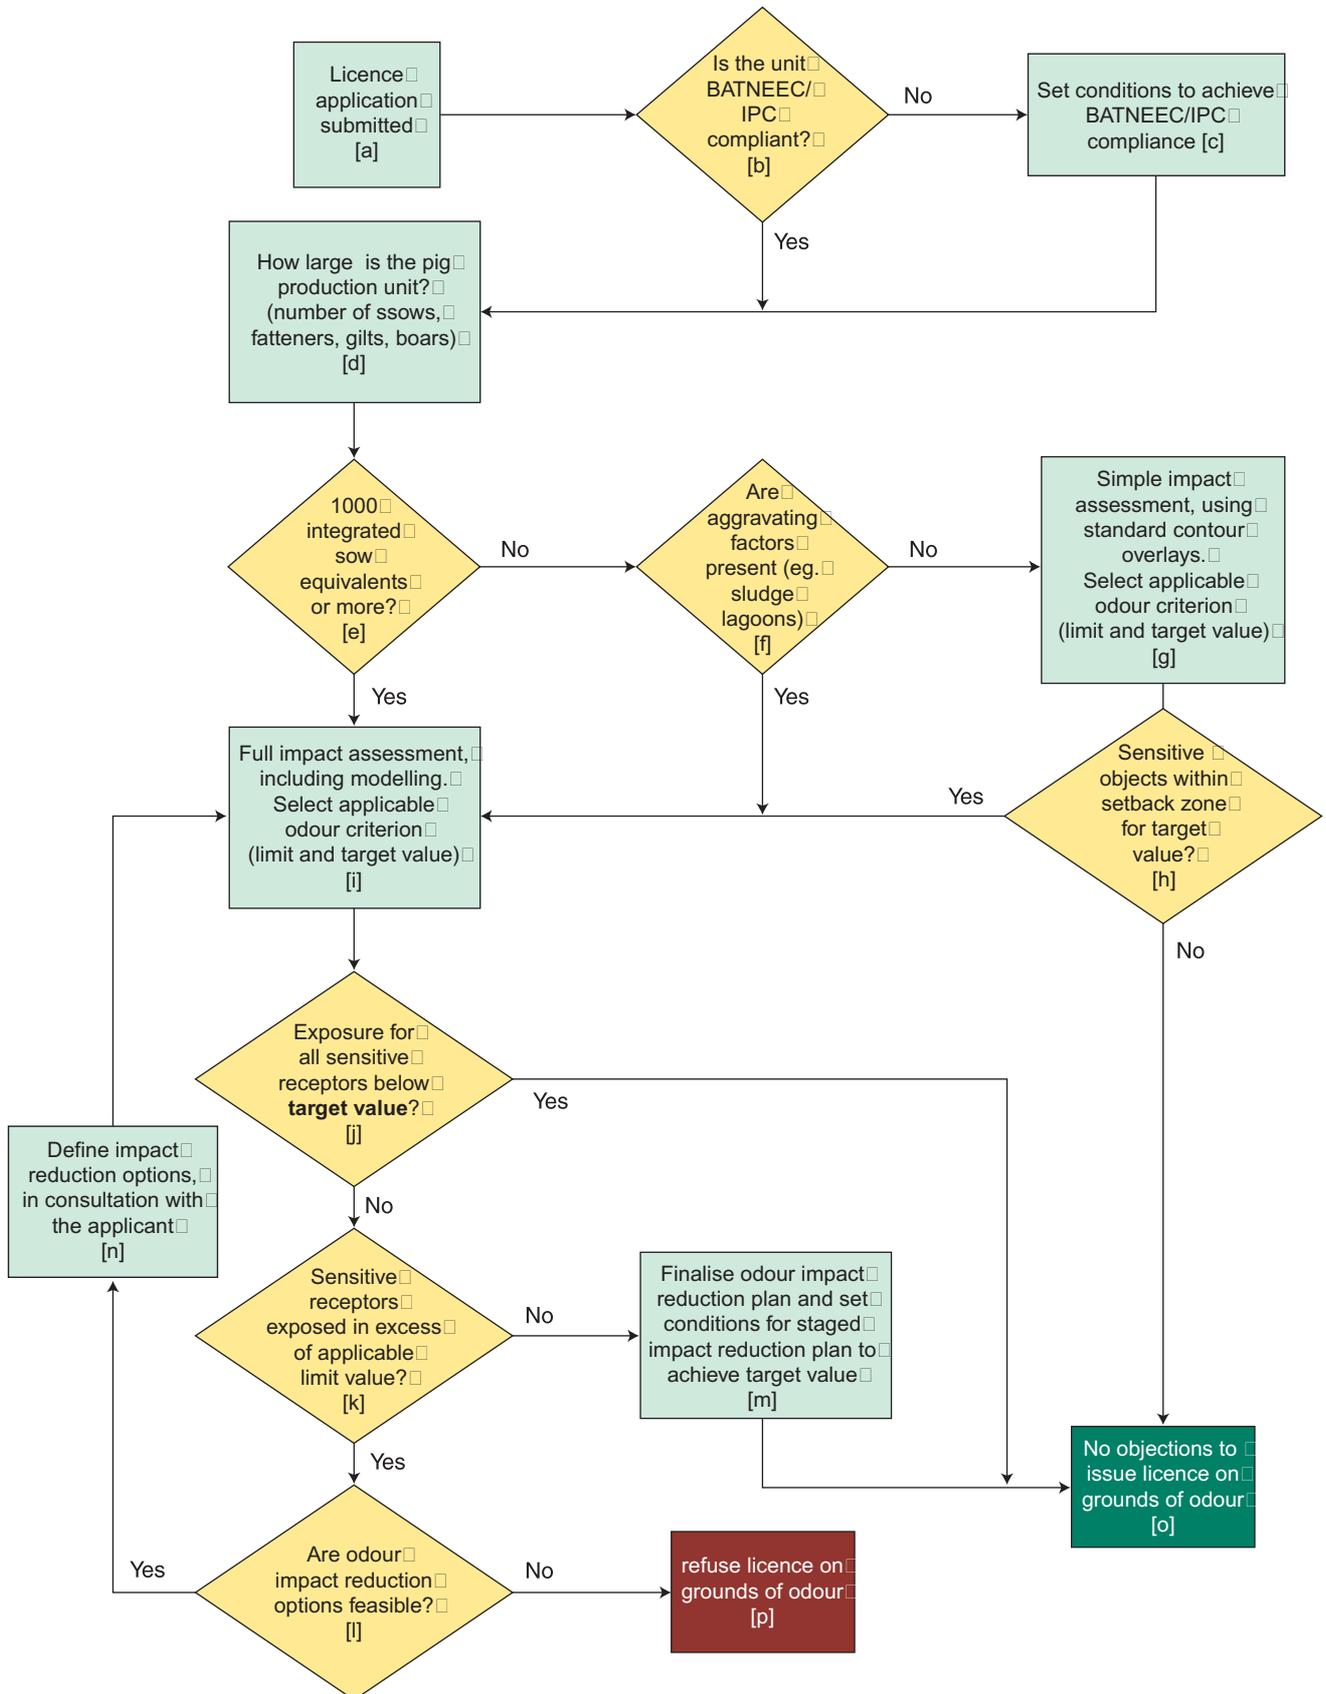 Licence
application
submitted
[a]
Is the unit
BATNEEC/
IPC
compliant?
[b]
No
Set conditions to achieve
BATNEEC/IPC
compliance [c]
Yes
How large  is the pig
production unit?
(number of ssows,
fatteners, gilts, boars)
[d]
1000
integrated
sow
equivalents
or more?
[e]
No
Are
aggravating
factors
present (eg.
sludge
lagoons)
[f]
No
Simple impact
assessment, using
standard contour
overlays.
Select applicable
odour criterion
(limit and target value)
[g]
Yes
Yes
Full impact assessment,
including modelling.
Select applicable
odour criterion
(limit and target value)
[i]
Yes
Sensitive
objects within
setback zone
for target
value?
[h]
No
Exposure for
all sensitive
receptors below
target value?
[j]
Yes
Define impact
reduction options,
in consultation with
the applicant
[n]
No
Sensitive
receptors
exposed in excess
of applicable
limit value?
[k]
No
Finalise odour impact
reduction plan and set
conditions for staged
impact reduction plan to
achieve target value
[m]
Yes
No objections to
issue licence on
grounds of odour
[o]
Yes
Are odour
impact reduction
options feasible?
[l]
No
refuse licence on
grounds of odour
[p]